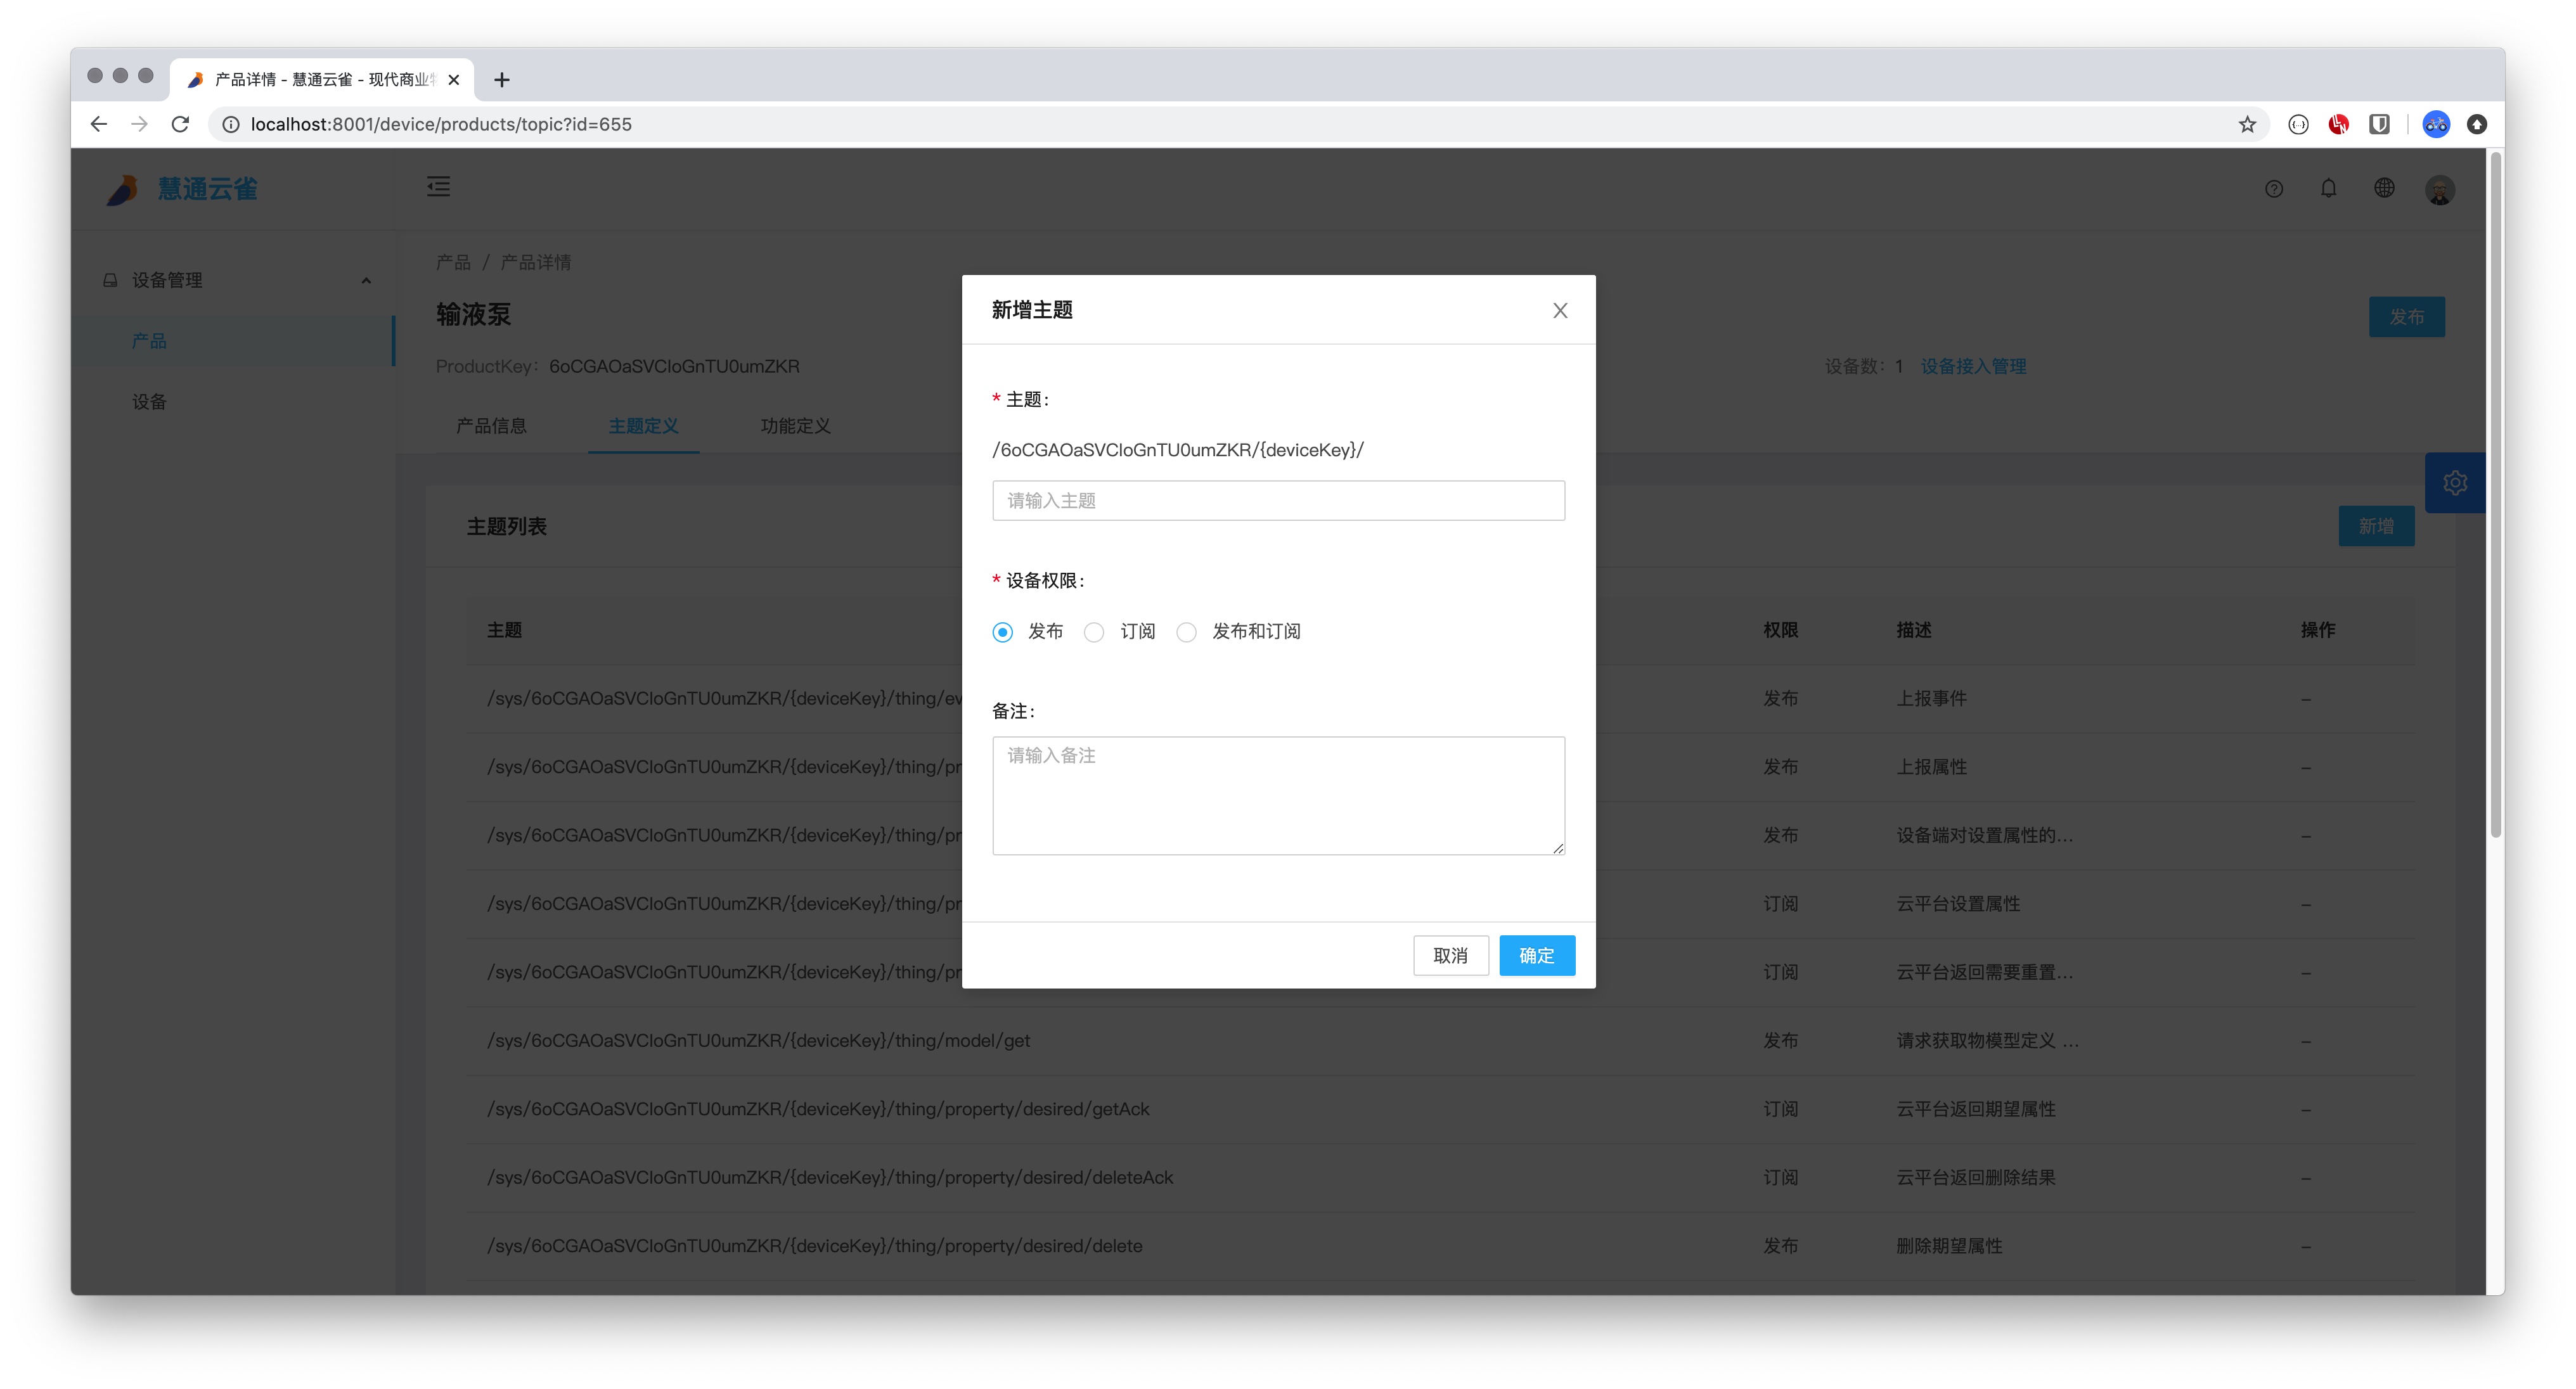 产品详情 - 慧通云雀 - 现代商业
localhost:8001/device/products/topic?id=655
慧通云雀
设备管理
产品
设备
产品 / 产品详情
输液泵
发布
ProductKey: 6oCGAOaSVCloGnTU0umZKR
设备数: 1 设备接入管理
产品信息 主题定义 功能定义
主题列表
新增
主题 权限 描述 操作
/sys/6oCGAOaSVCloGnTU0umZKR/{deviceKey}/thing/ev 发布 上报事件 –
/sys/6oCGAOaSVCloGnTU0umZKR/{deviceKey}/thing/pr 发布 上报属性 –
/sys/6oCGAOaSVCloGnTU0umZKR/{deviceKey}/thing/pr 发布 设备端对设置属性的... –
/sys/6oCGAOaSVCloGnTU0umZKR/{deviceKey}/thing/pr 订阅 云平台设置属性 –
/sys/6oCGAOaSVCloGnTU0umZKR/{deviceKey}/thing/pr 订阅 云平台返回需要重置... –
/sys/6oCGAOaSVCloGnTU0umZKR/{deviceKey}/thing/model/get 发布 请求获取物模型定义 ... –
/sys/6oCGAOaSVCloGnTU0umZKR/{deviceKey}/thing/property/desired/getAck 订阅 云平台返回期望属性 –
/sys/6oCGAOaSVCloGnTU0umZKR/{deviceKey}/thing/property/desired/deleteAck 订阅 云平台返回删除结果 –
/sys/6oCGAOaSVCloGnTU0umZKR/{deviceKey}/thing/property/desired/delete 发布 删除期望属性 –
新增主题
* 主题:
/6oCGAOaSVCloGnTU0umZKR/{deviceKey}/
请输入主题
* 设备权限:
发布 订阅 发布和订阅
备注:
请输入备注
取消 确定